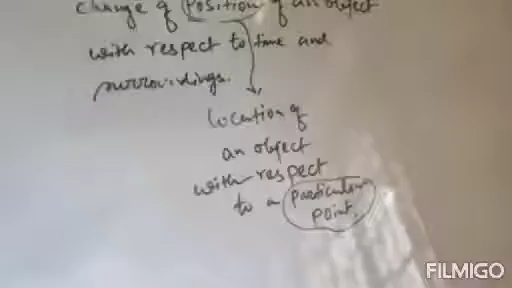 change of position of an object
with respect to time and
surroundings.
location of
an object
with respect
to a particular
point.
FILMIGO